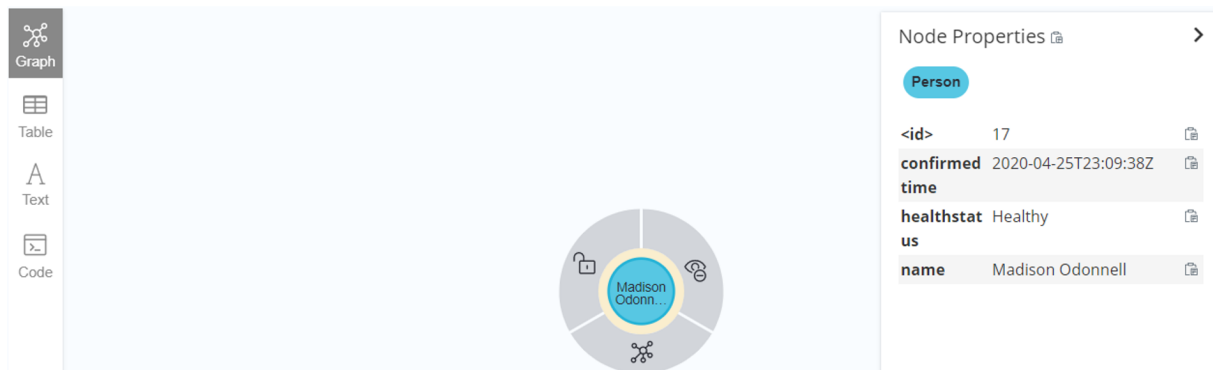 Graph
Table
Text
Code
Madison
Odonn...
Node Properties
Person
<id> 17
confirmed 2020-04-25T23:09:38Z
time
healthstat Healthy
us
name Madison Odonnell